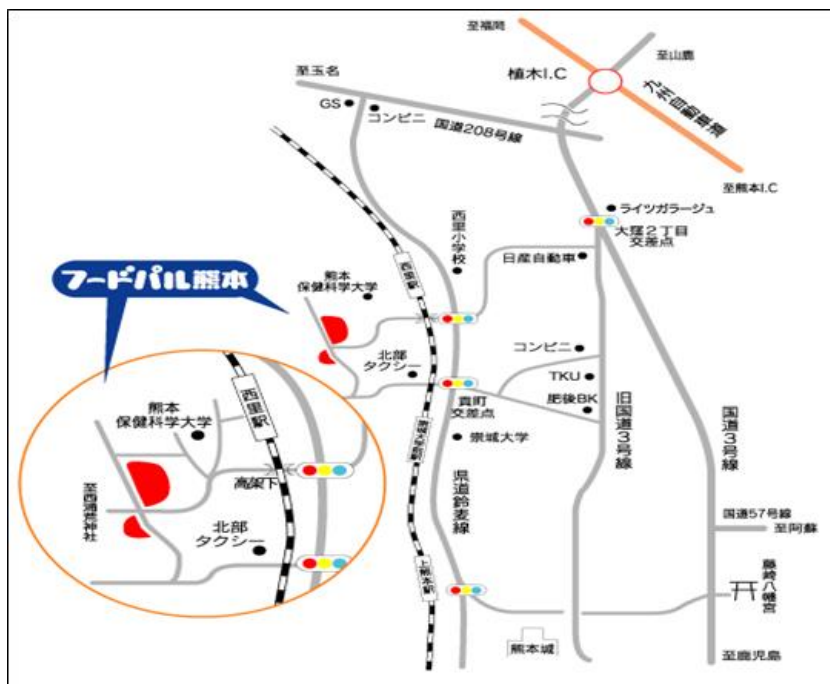 至福岡
至山鹿
植木I.C
九州自動車道
至玉名
GS
コンビニ
国道208号線
至熊本I.C
ライツガラージュ
大窪2丁目
交差点
西里小学校
日産自動車
フードパル熊本
熊本
保健科学大学
西里駅
北部
タクシー
コンビニ
TKU
肥後BK
貢町
交差点
崇城大学
旧国道3号線
国道3号線
県道鈴麦線
国道57号線
至阿蘇
藤崎八幡宮
上熊本駅
熊本城
至鹿児島
熊本
保健科学大学
西里駅
高架下
北部
タクシー